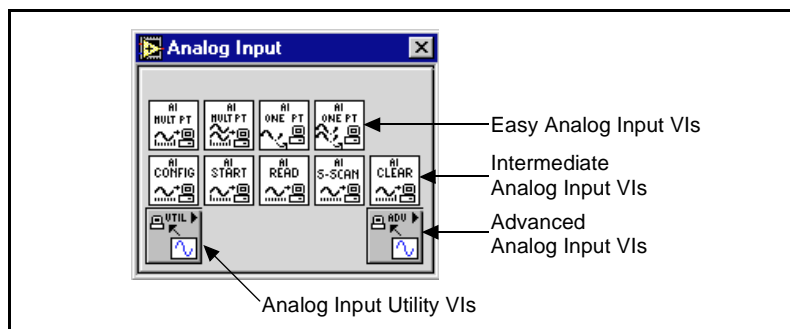 Analog Input
AI MULT PT
AI MULT PT
AI ONE PT
AI ONE PT
Easy Analog Input VIs
AI CONFIG
AI START
AI READ
AI S-SCAN
AI CLEAR
Intermediate
Analog Input VIs
UTIL
ADV
Advanced
Analog Input VIs
Analog Input Utility VIs